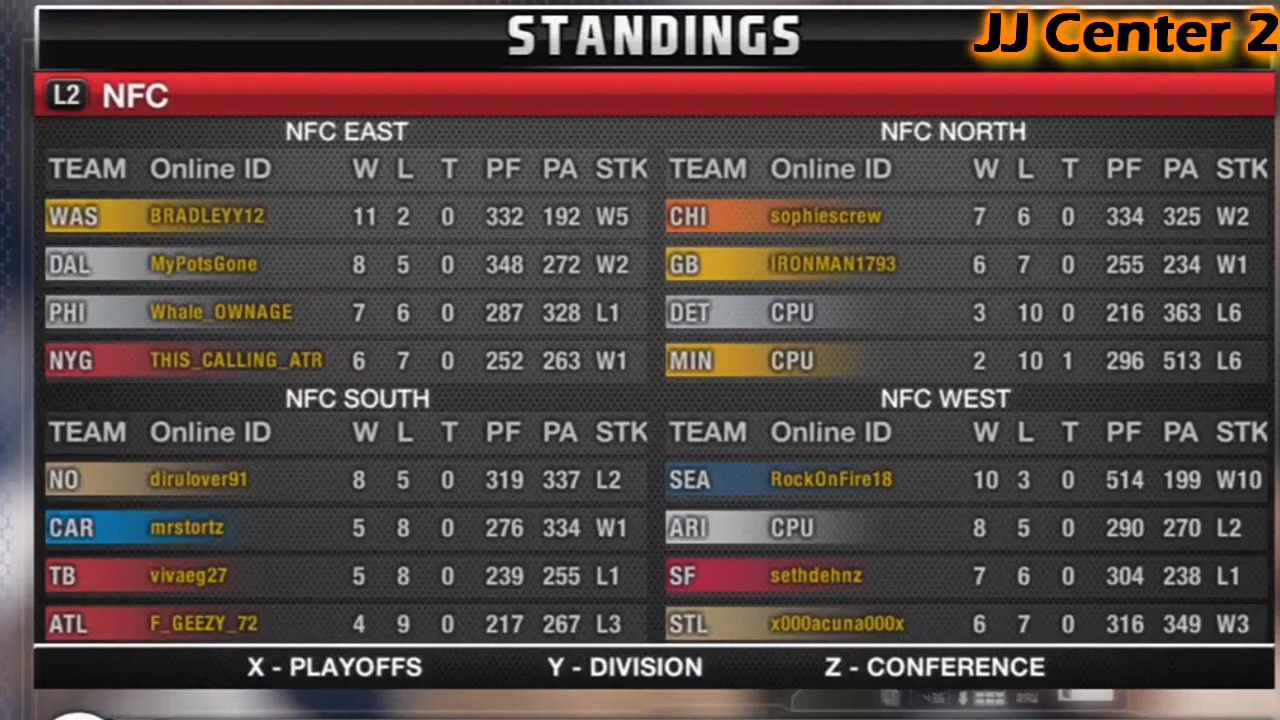 STANDINGS
JJ Center 2
L2 NFC
NFC EAST
TEAM Online ID W L T PF PA STK
WAS BRADLEYY12 11 2 0 332 192 W5
DAL MyPotsGone 8 5 0 348 272 W2
PHI Whale_OWNAGE 7 6 0 287 328 L1
NYG THIS_CALLING_ATR 6 7 0 252 263 W1
NFC NORTH
TEAM Online ID W L T PF PA STK
CHI sophiescrew 7 6 0 334 325 W2
GB IRONMAN1793 6 7 0 255 234 W1
DET CPU 3 10 0 216 363 L6
MIN CPU 2 10 1 296 513 L6
NFC SOUTH
TEAM Online ID W L T PF PA STK
NO dirulover91 8 5 0 319 337 L2
CAR mrstortz 5 8 0 276 334 W1
TB vivaeg27 5 8 0 239 255 L1
ATL F_GEEZY_72 4 9 0 217 267 L3
NFC WEST
TEAM Online ID W L T PF PA STK
SEA RockOnFire18 10 3 0 514 199 W10
ARI CPU 8 5 0 290 270 L2
SF sethdehnz 7 6 0 304 238 L1
STL x000acuna000x 6 7 0 316 349 W3
X - PLAYOFFS Y - DIVISION Z - CONFERENCE